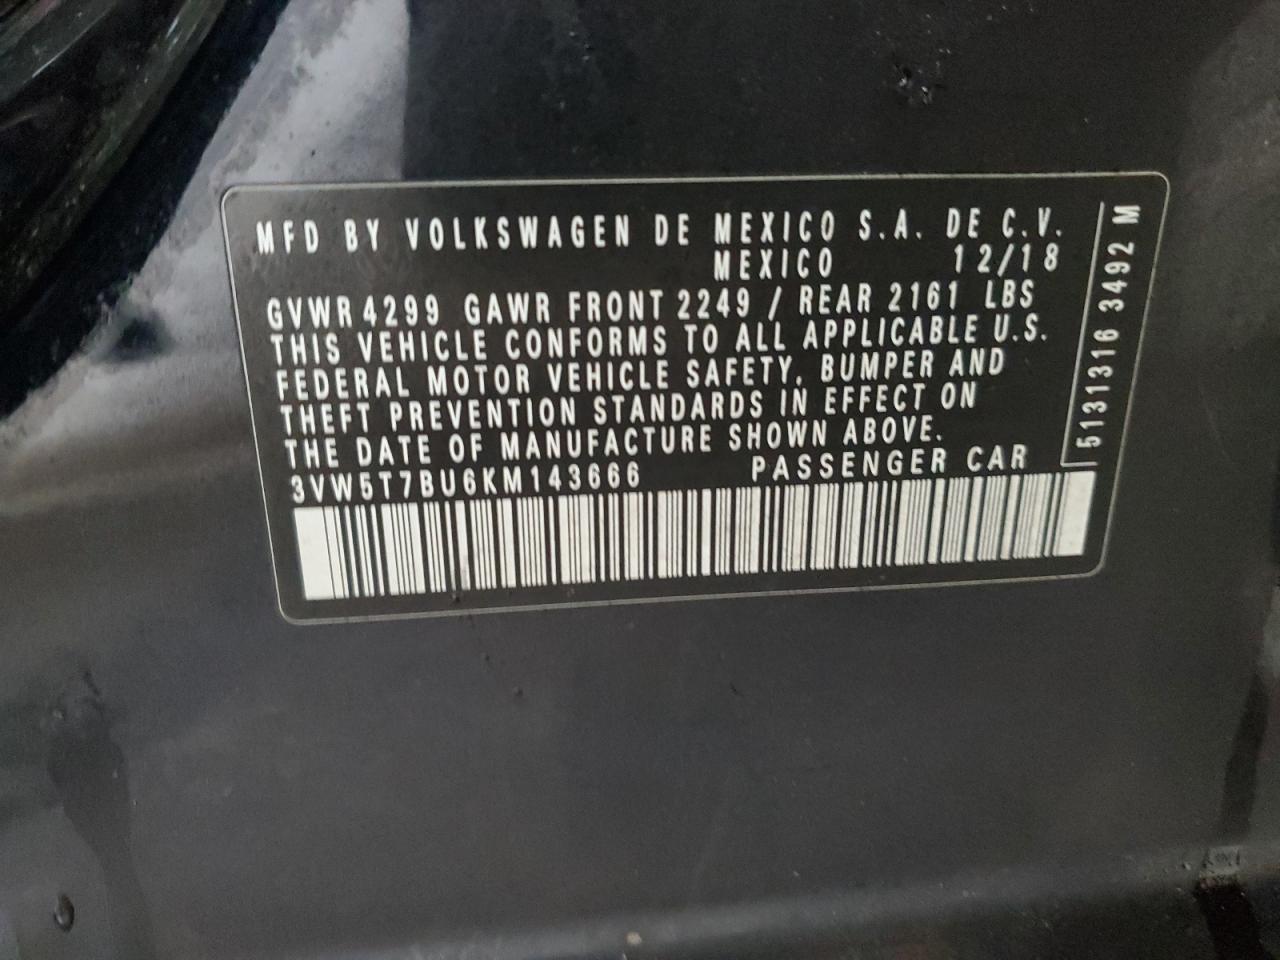 MFD BY VOLKSWAGEN DE MEXICO S.A. DE C.V.
MEXICO 12/18
GVWR 4299 GAWR FRONT 2249 / REAR 2161 LBS
THIS VEHICLE CONFORMS TO ALL APPLICABLE U.S.
FEDERAL MOTOR VEHICLE SAFETY, BUMPER AND
THEFT PREVENTION STANDARDS IN EFFECT ON
THE DATE OF MANUFACTURE SHOWN ABOVE.
3VW5T7BU6KM143666 PASSENGER CAR
5131316 3492 M